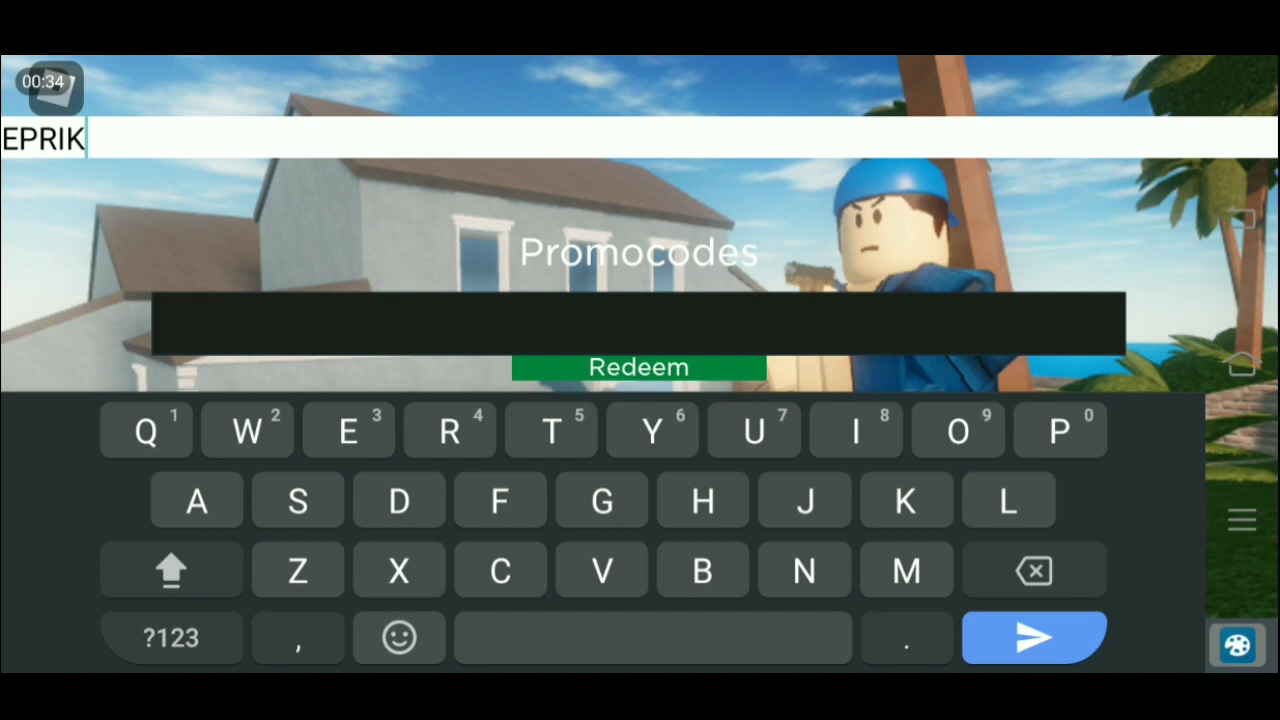 00:34
EPRIK
Promocodes
Redeem
Q 1 W 2 E 3 R 4 T 5 Y 6 U 7 I 8 O 9 P 0
A S D F G H J K L
Z X C V B N M
?123 , .